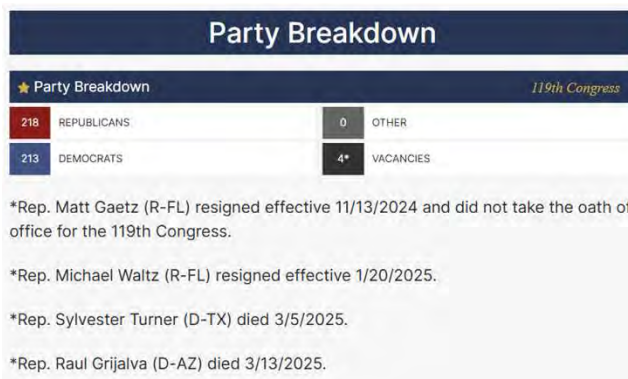 Party Breakdown
Party Breakdown 119th Congress
218 REPUBLICANS 0 OTHER
213 DEMOCRATS 4* VACANCIES
*Rep. Matt Gaetz (R-FL) resigned effective 11/13/2024 and did not take the oath of
office for the 119th Congress.
*Rep. Michael Waltz (R-FL) resigned effective 1/20/2025.
*Rep. Sylvester Turner (D-TX) died 3/5/2025.
*Rep. Raul Grijalva (D-AZ) died 3/13/2025.